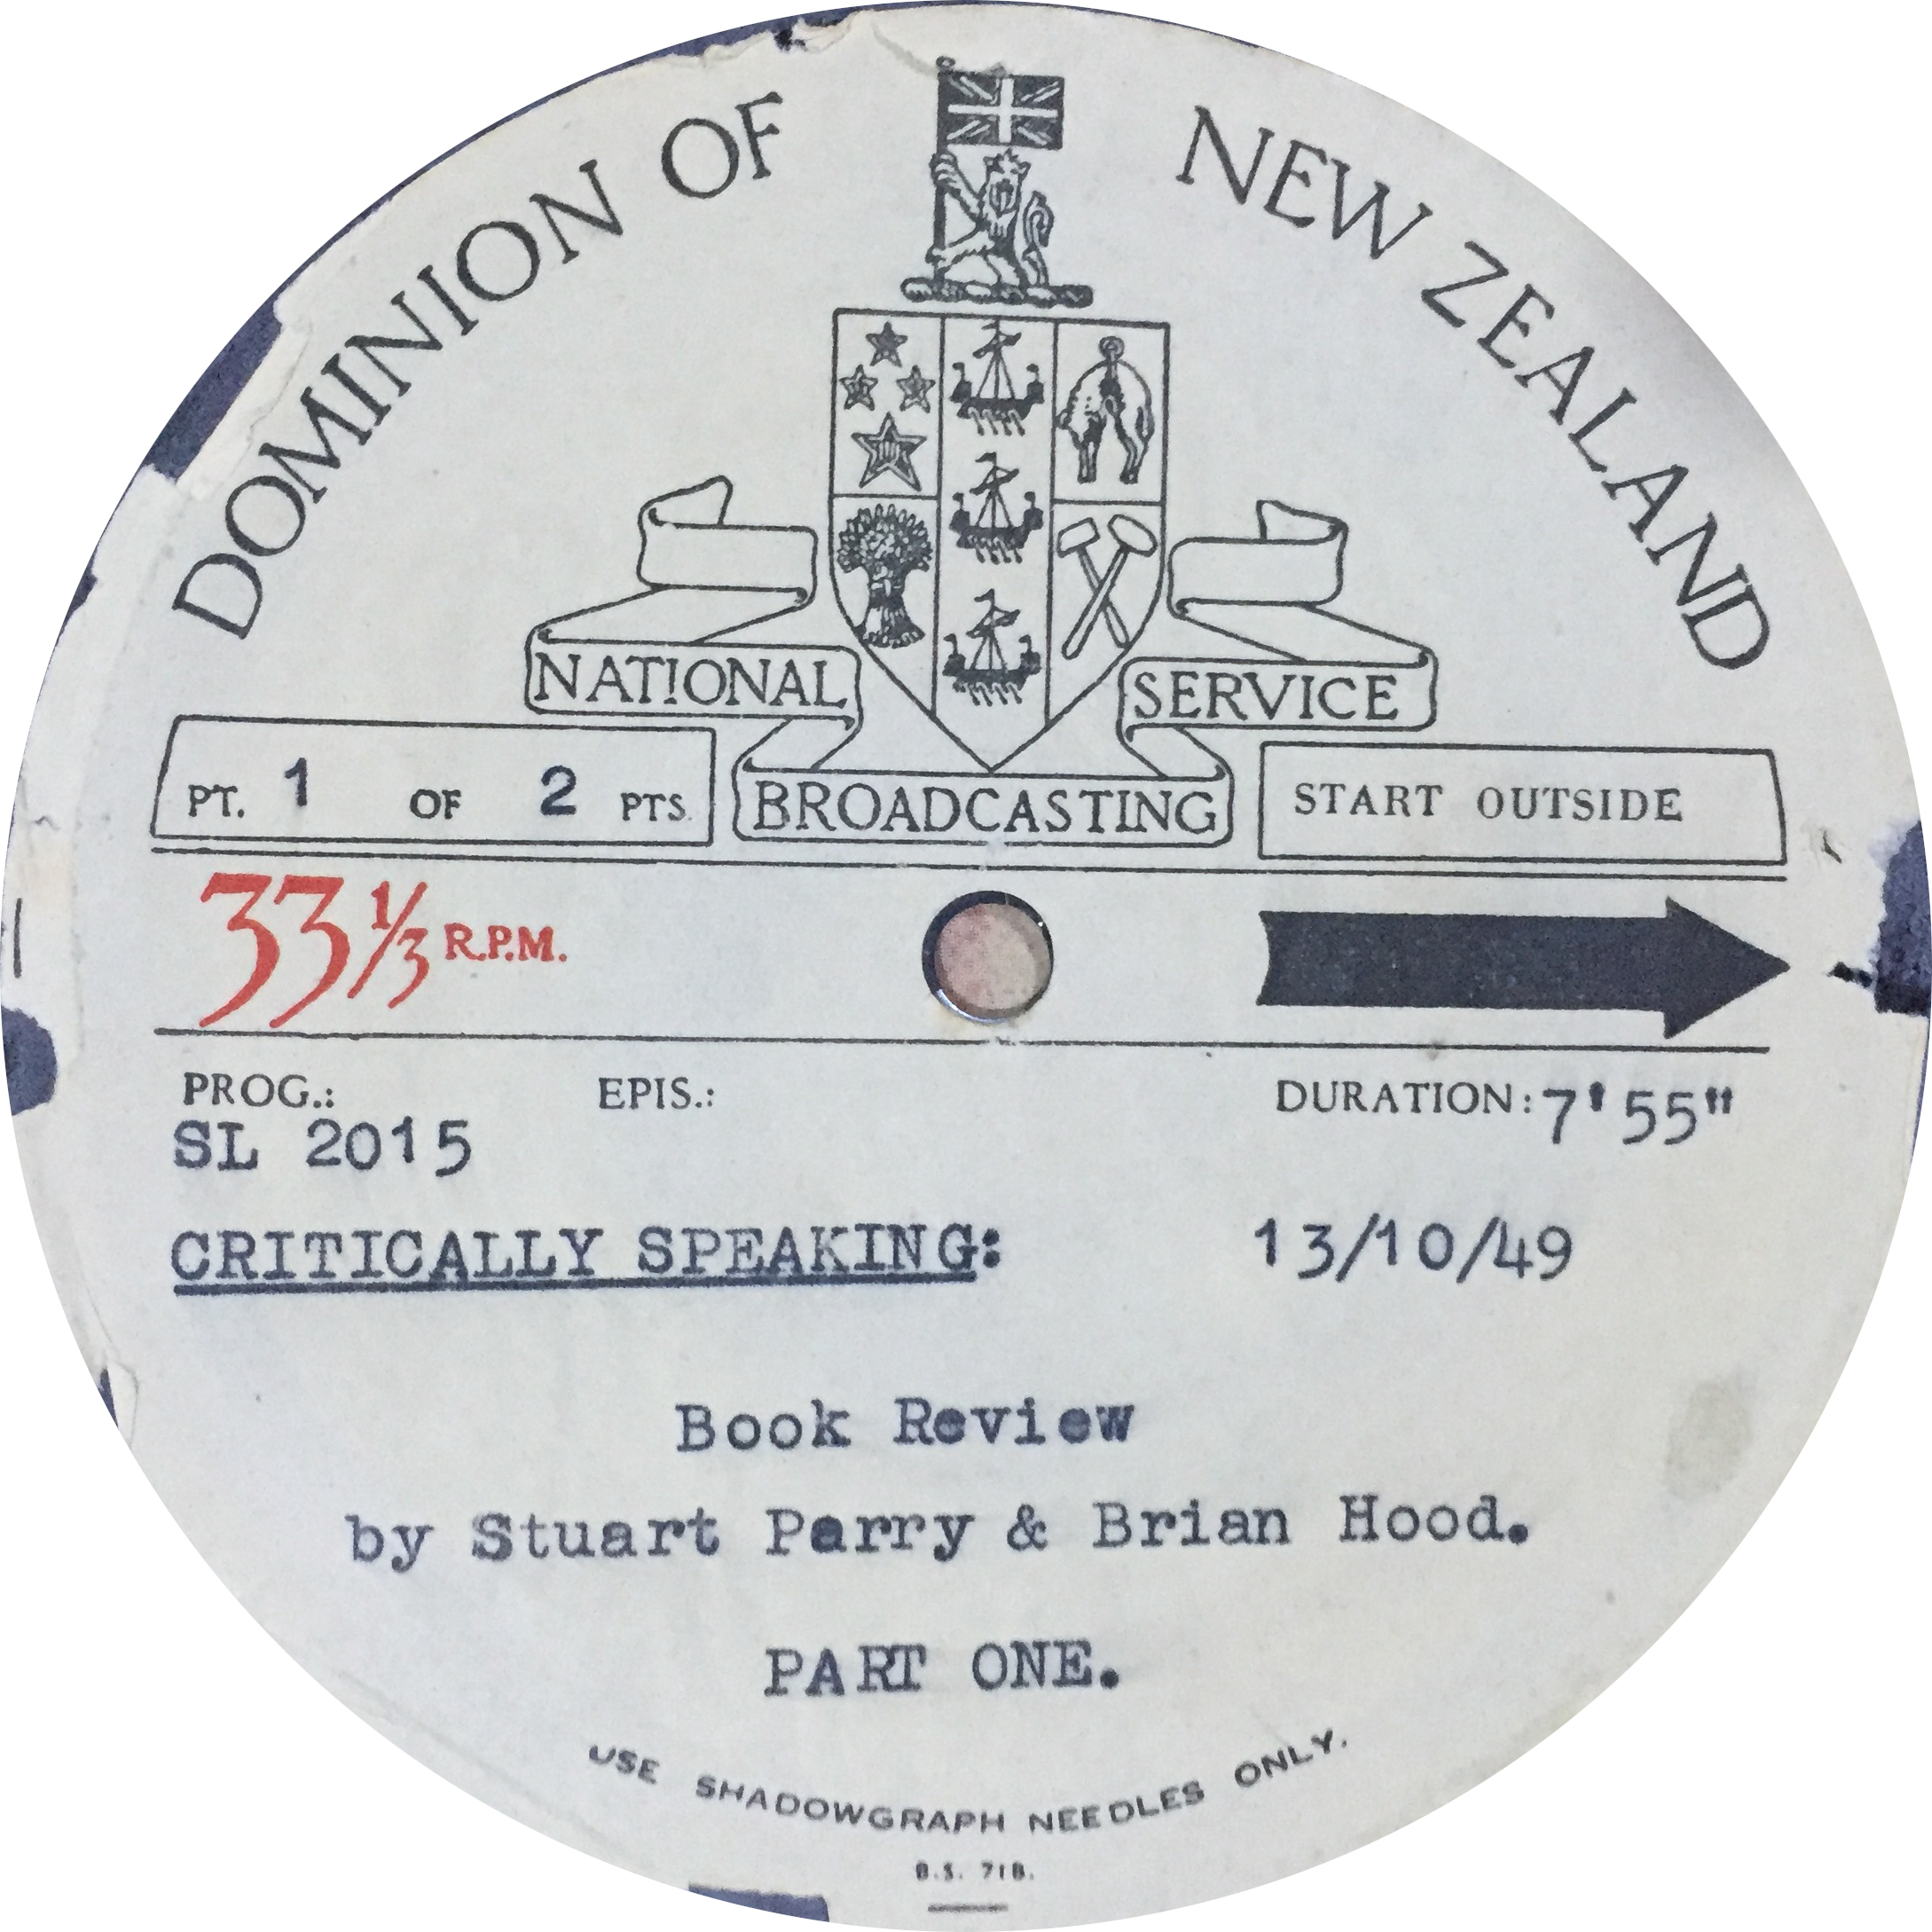 DOMINION OF NEW ZEALAND
NATIONAL SERVICE
BROADCASTING
PT. 1 OF 2 PTS.
START OUTSIDE
33⅓ R.P.M.
PROG.: EPIS.: DURATION: 7'55"
SL 2015
CRITICALLY SPEAKING: 13/10/49
Book Review
by Stuart Parry & Brian Hood.
PART ONE.
USE SHADOWGRAPH NEEDLES ONLY.
B.S. 71B.